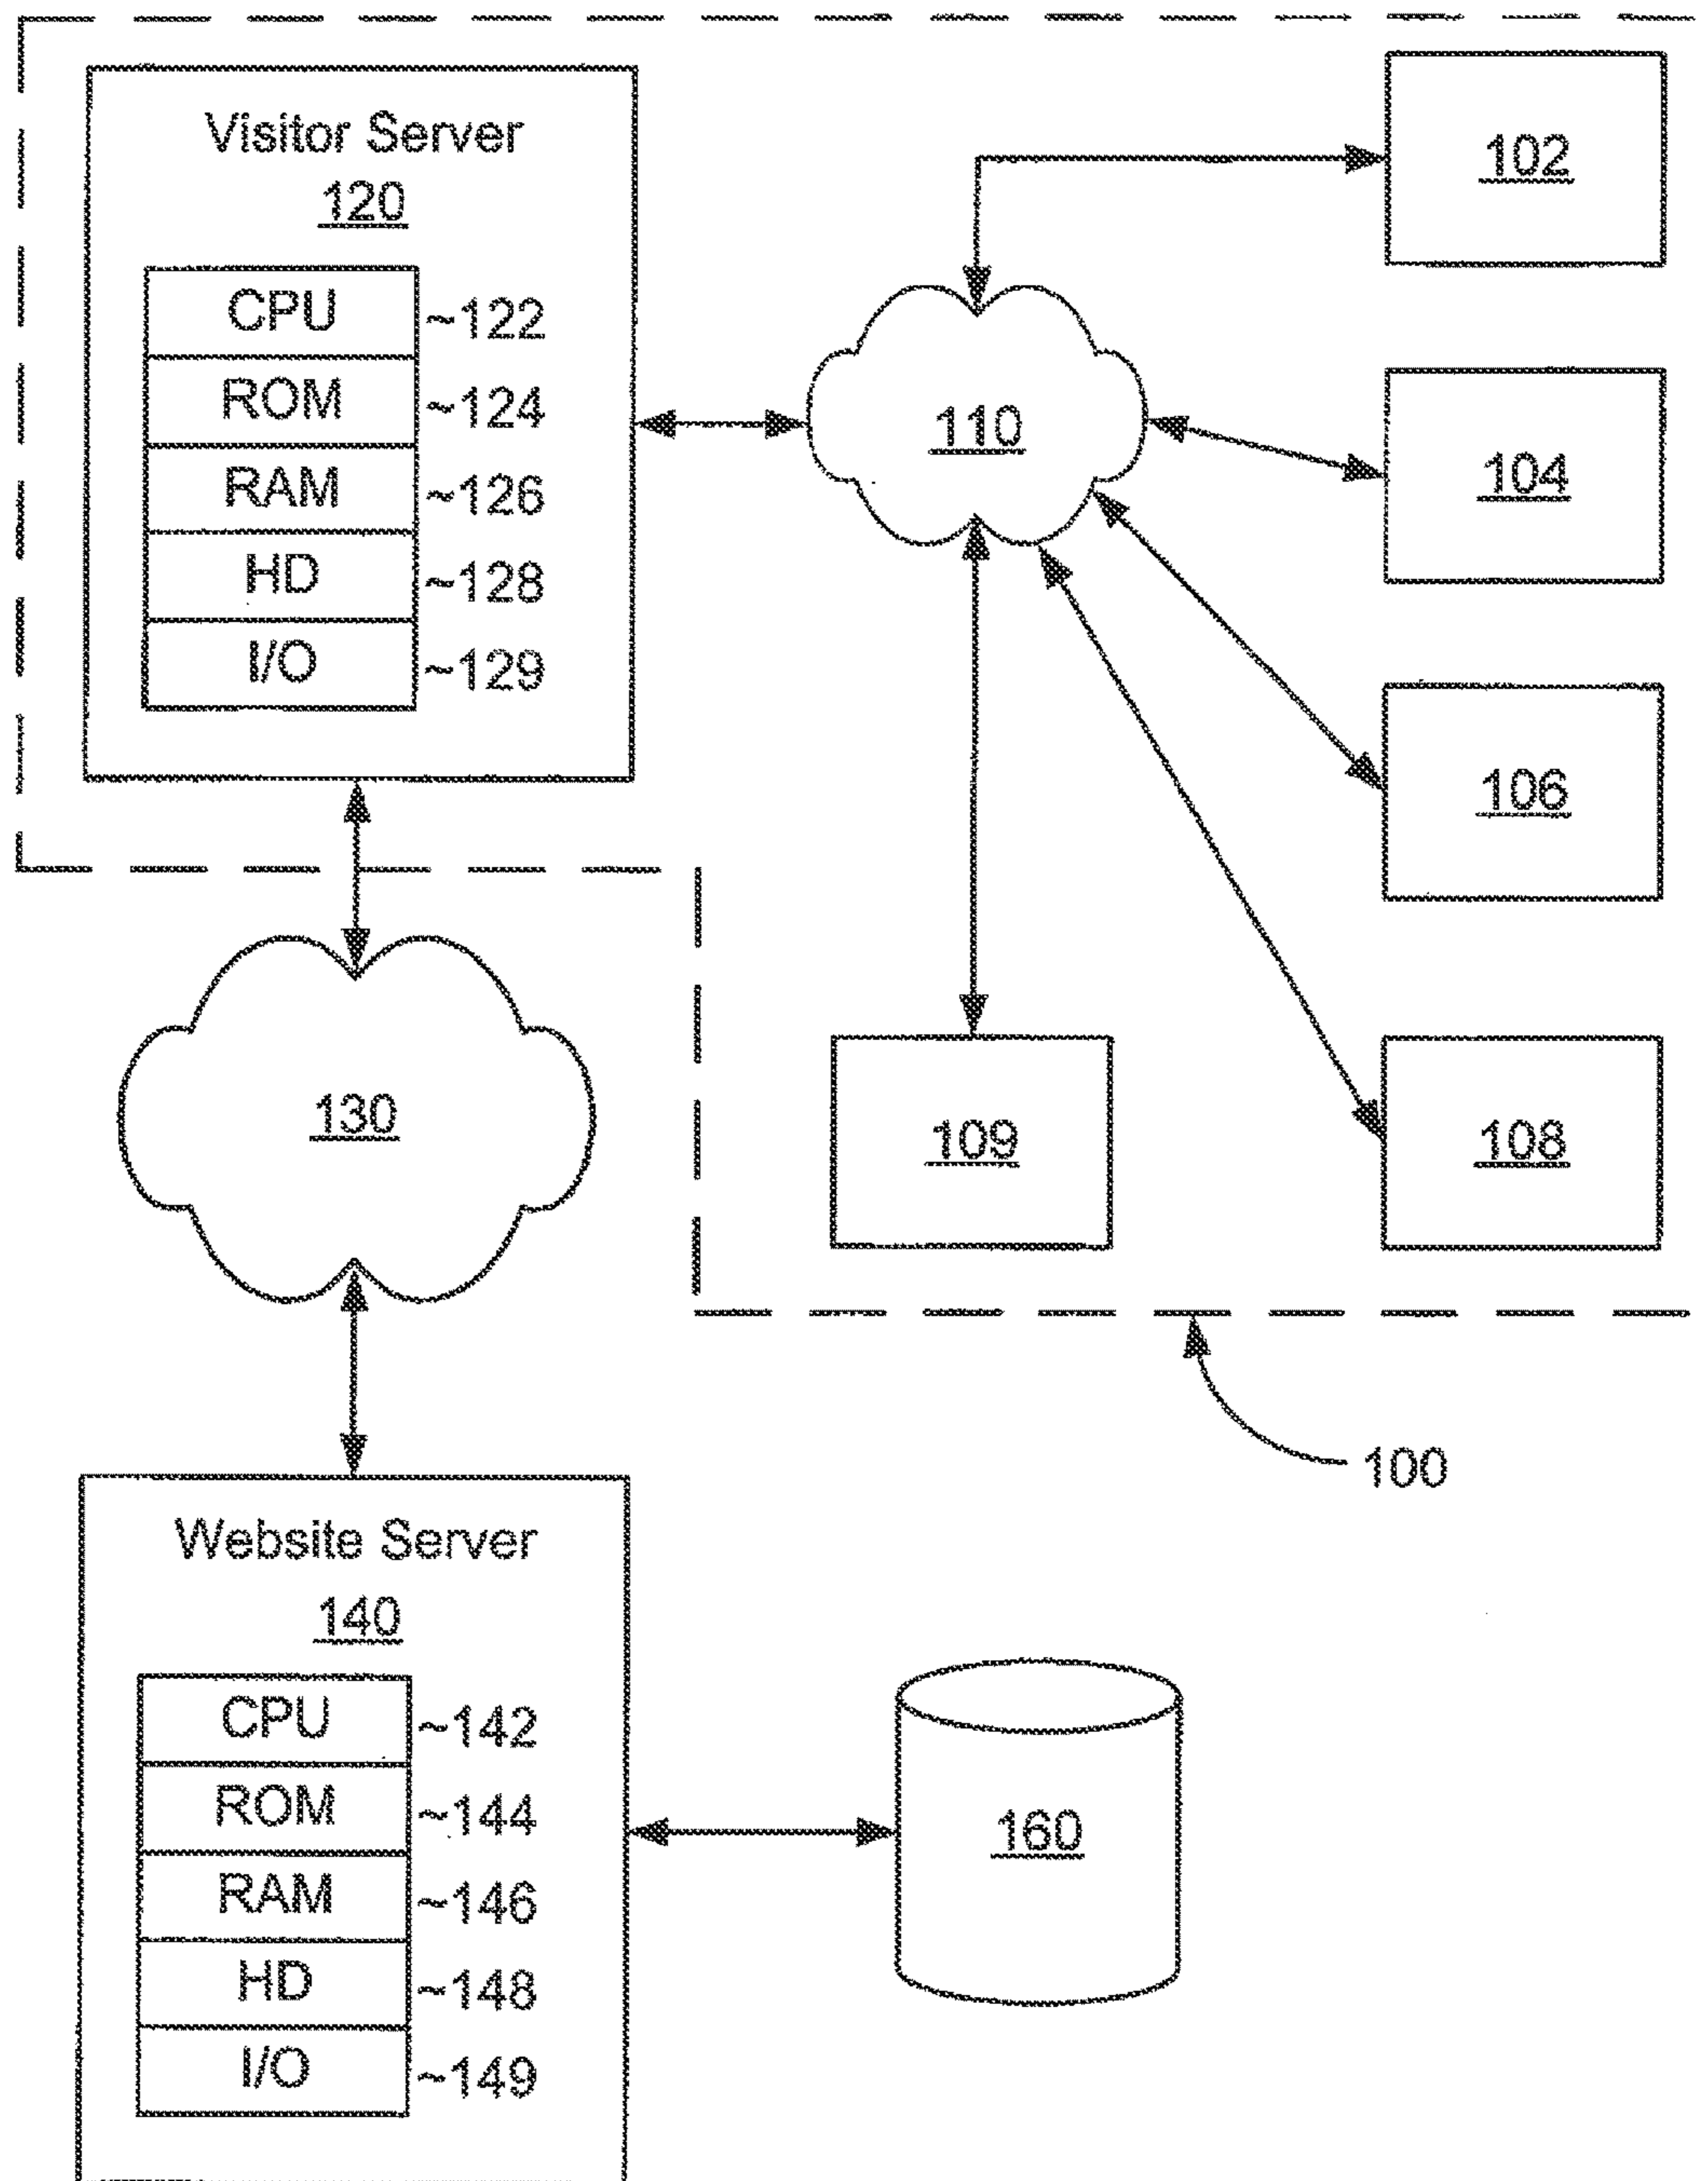 Visitor Server
120
CPU ~122
ROM ~124
RAM ~126
HD ~128
I/O ~129
102
110
104
106
109
108
130
100
Website Server
140
CPU ~142
ROM ~144
RAM ~146
HD ~148
I/O ~149
160